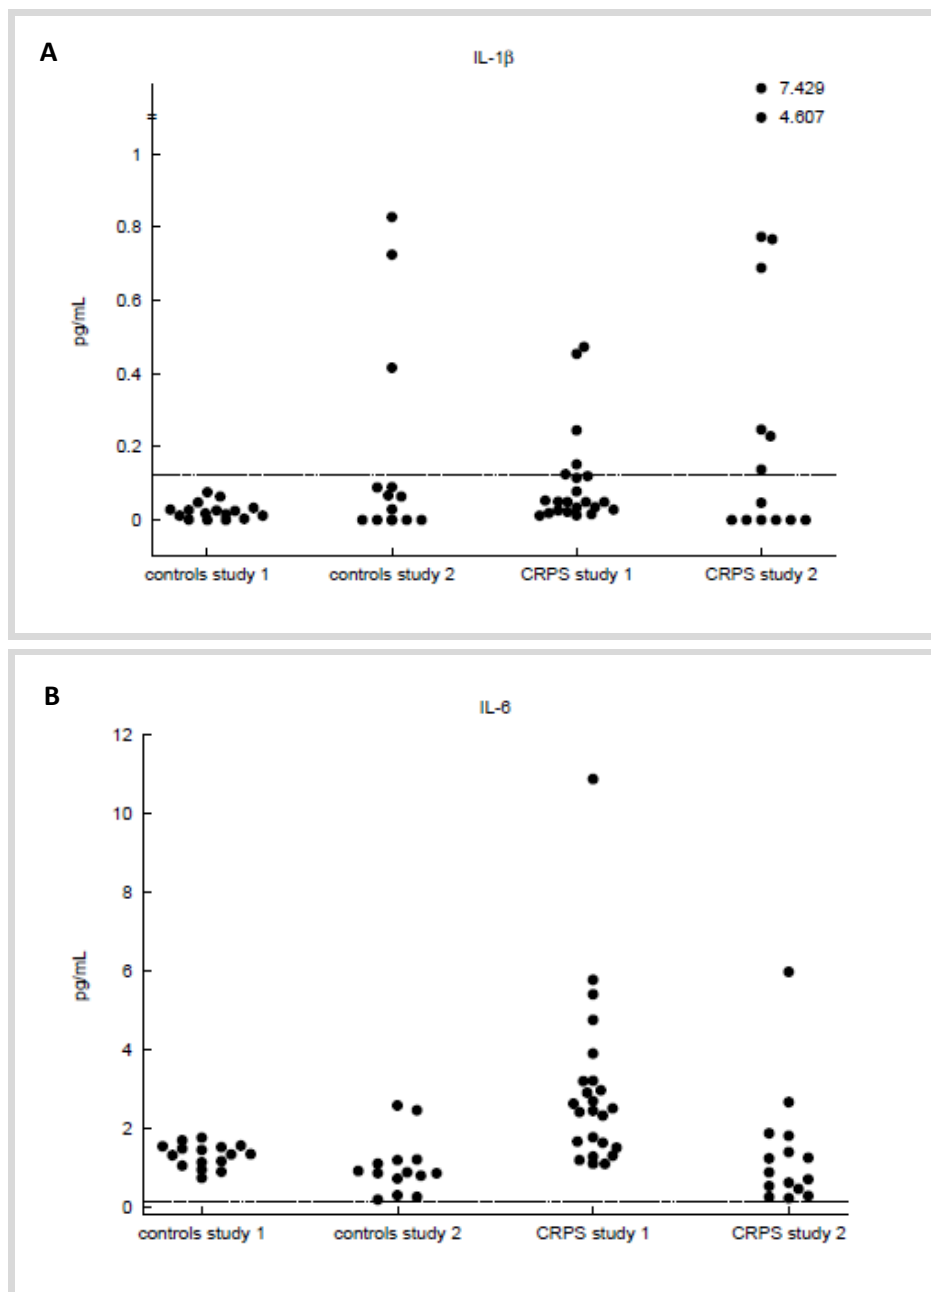 A
IL-1β
7.429
4.607
=
1
0.8
0.6
0.4
0.2
0
pg/mL
controls study 1 controls study 2 CRPS study 1 CRPS study 2
B
IL-6
12
10
8
6
4
2
0
pg/mL
controls study 1 controls study 2 CRPS study 1 CRPS study 2